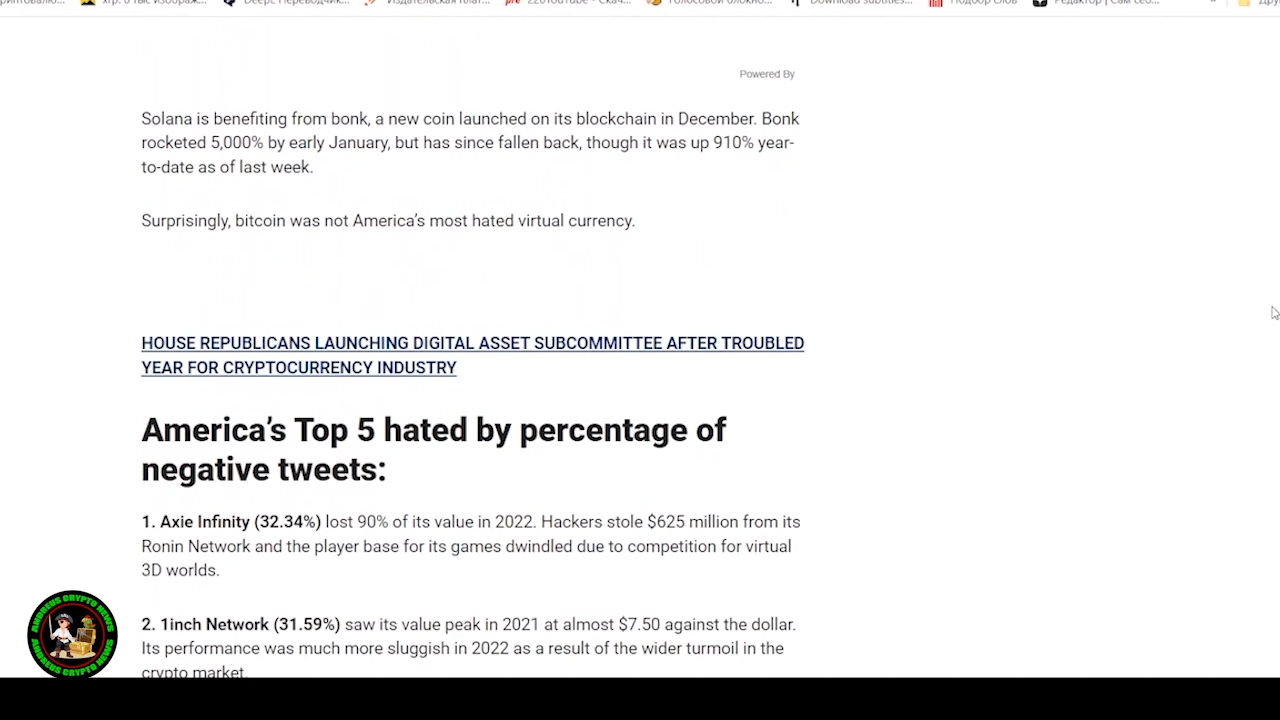 Powered By
Solana is benefiting from bonk, a new coin launched on its blockchain in December. Bonk
rocketed 5,000% by early January, but has since fallen back, though it was up 910% year-
to-date as of last week.
Surprisingly, bitcoin was not America’s most hated virtual currency.
HOUSE REPUBLICANS LAUNCHING DIGITAL ASSET SUBCOMMITTEE AFTER TROUBLED
YEAR FOR CRYPTOCURRENCY INDUSTRY
America’s Top 5 hated by percentage of
negative tweets:
1. Axie Infinity (32.34%) lost 90% of its value in 2022. Hackers stole $625 million from its
Ronin Network and the player base for its games dwindled due to competition for virtual
3D worlds.
2. 1inch Network (31.59%) saw its value peak in 2021 at almost $7.50 against the dollar.
Its performance was much more sluggish in 2022 as a result of the wider turmoil in the
crypto market.
ANDREUS CRYPTO NEWS
ANDREUS CRYPTO NEWS